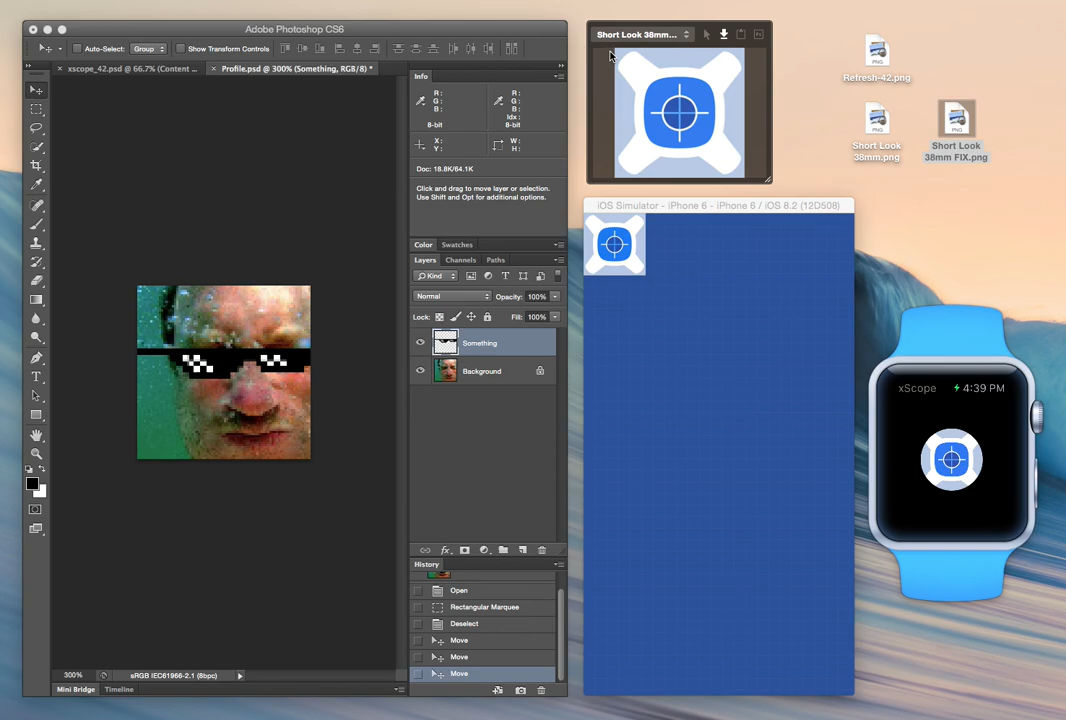 Adobe Photoshop CS6
Auto-Select: Group Show Transform Controls
xscope_42.psd @ 66.7% (Content ...
Profile.psd @ 300% (Something, RGB/8) *
Info
R:
G:
B:
8-bit
R:
G:
B:
Idx:
8-bit
X:
Y:
W:
H:
Doc: 18.8K/64.1K
Click and drag to move layer or selection.
Use Shift and Opt for additional options.
Color Swatches
Layers Channels Paths
Kind
Normal Opacity: 100%
Lock: Fill: 100%
Something
Background
History
Open
Rectangular Marquee
Deselect
Move
Move
Move
300% sRGB IEC61966-2.1 (8bpc)
Mini Bridge Timeline
Short Look 38mm...
iOS Simulator - iPhone 6 - iPhone 6 / iOS 8.2 (12D508)
PNG
Refresh-42.png
PNG
Short Look
38mm.png
PNG
Short Look
38mm FIX.png
xScope 4:39 PM